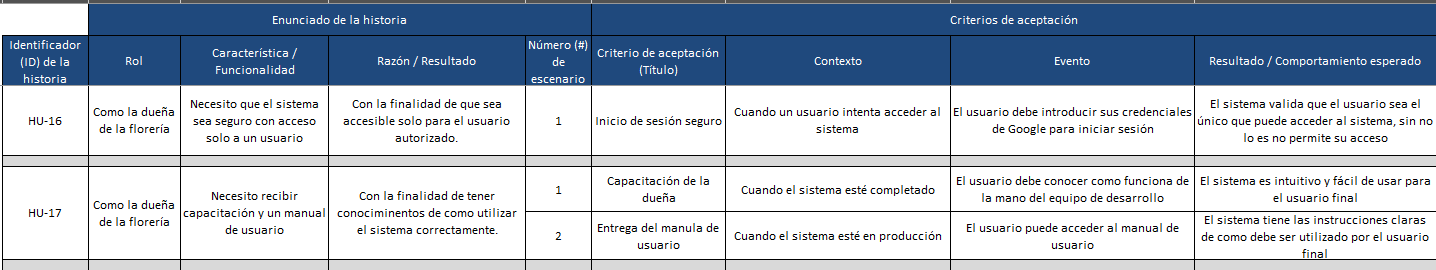 Enunciado de la historia
Criterios de aceptación
Identificador
(ID) de la
historia
Rol
Característica /
Funcionalidad
Razón / Resultado
Número (#)
de
escenario
Criterio de aceptación
(Título)
Contexto
Evento
Resultado / Comportamiento esperado
HU-16
Como la dueña
de la florería
Necesito que el sistema
sea seguro con acceso
solo a un usuario
Con la finalidad de que sea
accesible solo para el usuario
autorizado.
1
Inicio de sesión seguro
Cuando un usuario intenta acceder al
sistema
El usuario debe introducir sus credenciales
de Google para iniciar sesión
El sistema valida que el usuario sea el
único que puede acceder al sistema, sin no
lo es no permite su acceso
HU-17
Como la dueña
de la florería
Necesito recibir
capacitación y un manual
de usuario
Con la finalidad de tener
conociminentos de como utilizar
el sistema correctamente.
1
Capacitación de la
dueña
Cuando el sistema esté completado
El usuario debe conocer como funciona de
la mano del equipo de desarrollo
El sistema es intuitivo y fácil de usar para
el usuario final
2
Entrega del manula de
usuario
Cuando el sistema esté en producción
El usuario puede acceder al manual de
usuario
El sistema tiene las instrucciones claras
de como debe ser utilizado por el usuario
final